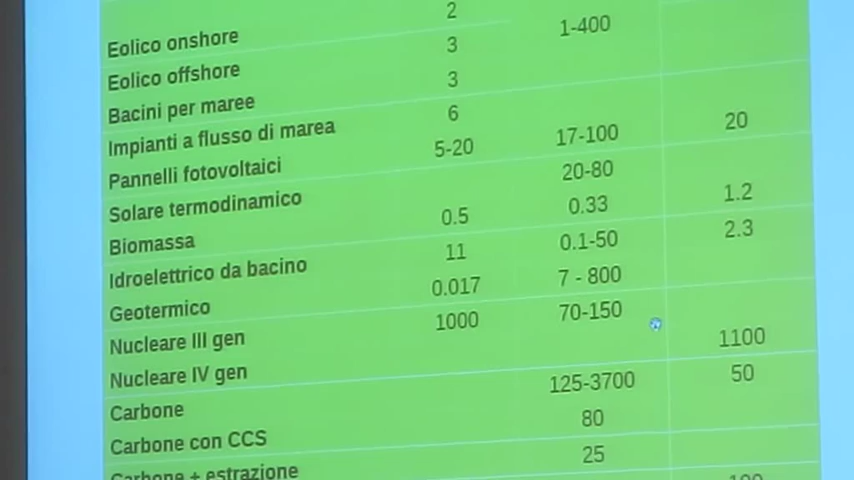 Eolico onshore 2
Eolico offshore 3 1-400
Bacini per maree 3
Impianti a flusso di marea 6
Pannelli fotovoltaici 5-20 17-100 20
Solare termodinamico 20-80
Biomassa 0.5 0.33 1.2
Idroelettrico da bacino 11 0.1-50 2.3
Geotermico 0.017 7 - 800
Nucleare III gen 1000 70-150
Nucleare IV gen 1100
Carbone 125-3700 50
Carbone con CCS 80
Carbone + estrazione 25